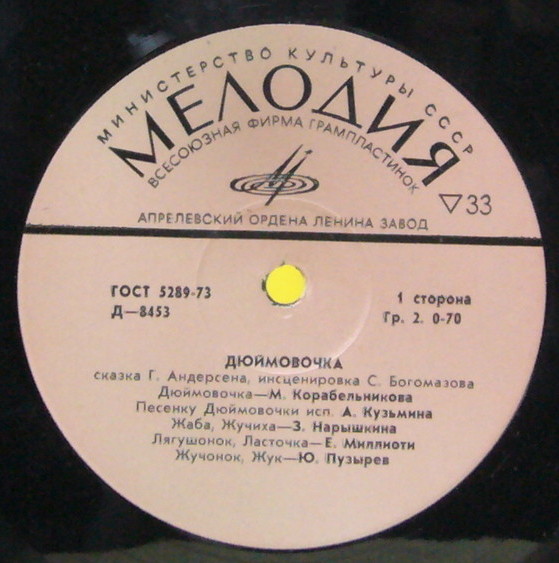 МИНИСТЕРСТВО КУЛЬТУРЫ СССР
МЕЛОДИЯ
ВСЕСОЮЗНАЯ ФИРМА ГРАМПЛАСТИНОК
33
АПРЕЛЕВСКИЙ ОРДЕНА ЛЕНИНА ЗАВОД
ГОСТ 5289-73
Д—8453
1 сторона
Гр. 2. 0-70
ДЮЙМОВОЧКА
сказка Г. Андерсена, инсценировка С. Богомазова
Дюймовочка—М. Корабельникова
Песенку Дюймовочки исп. А. Кузьмина
Жаба, Жучиха—З. Нарышкина
Лягушонок, Ласточка—Е. Миллиоти
Жучонок, Жук—Ю. Пузырев